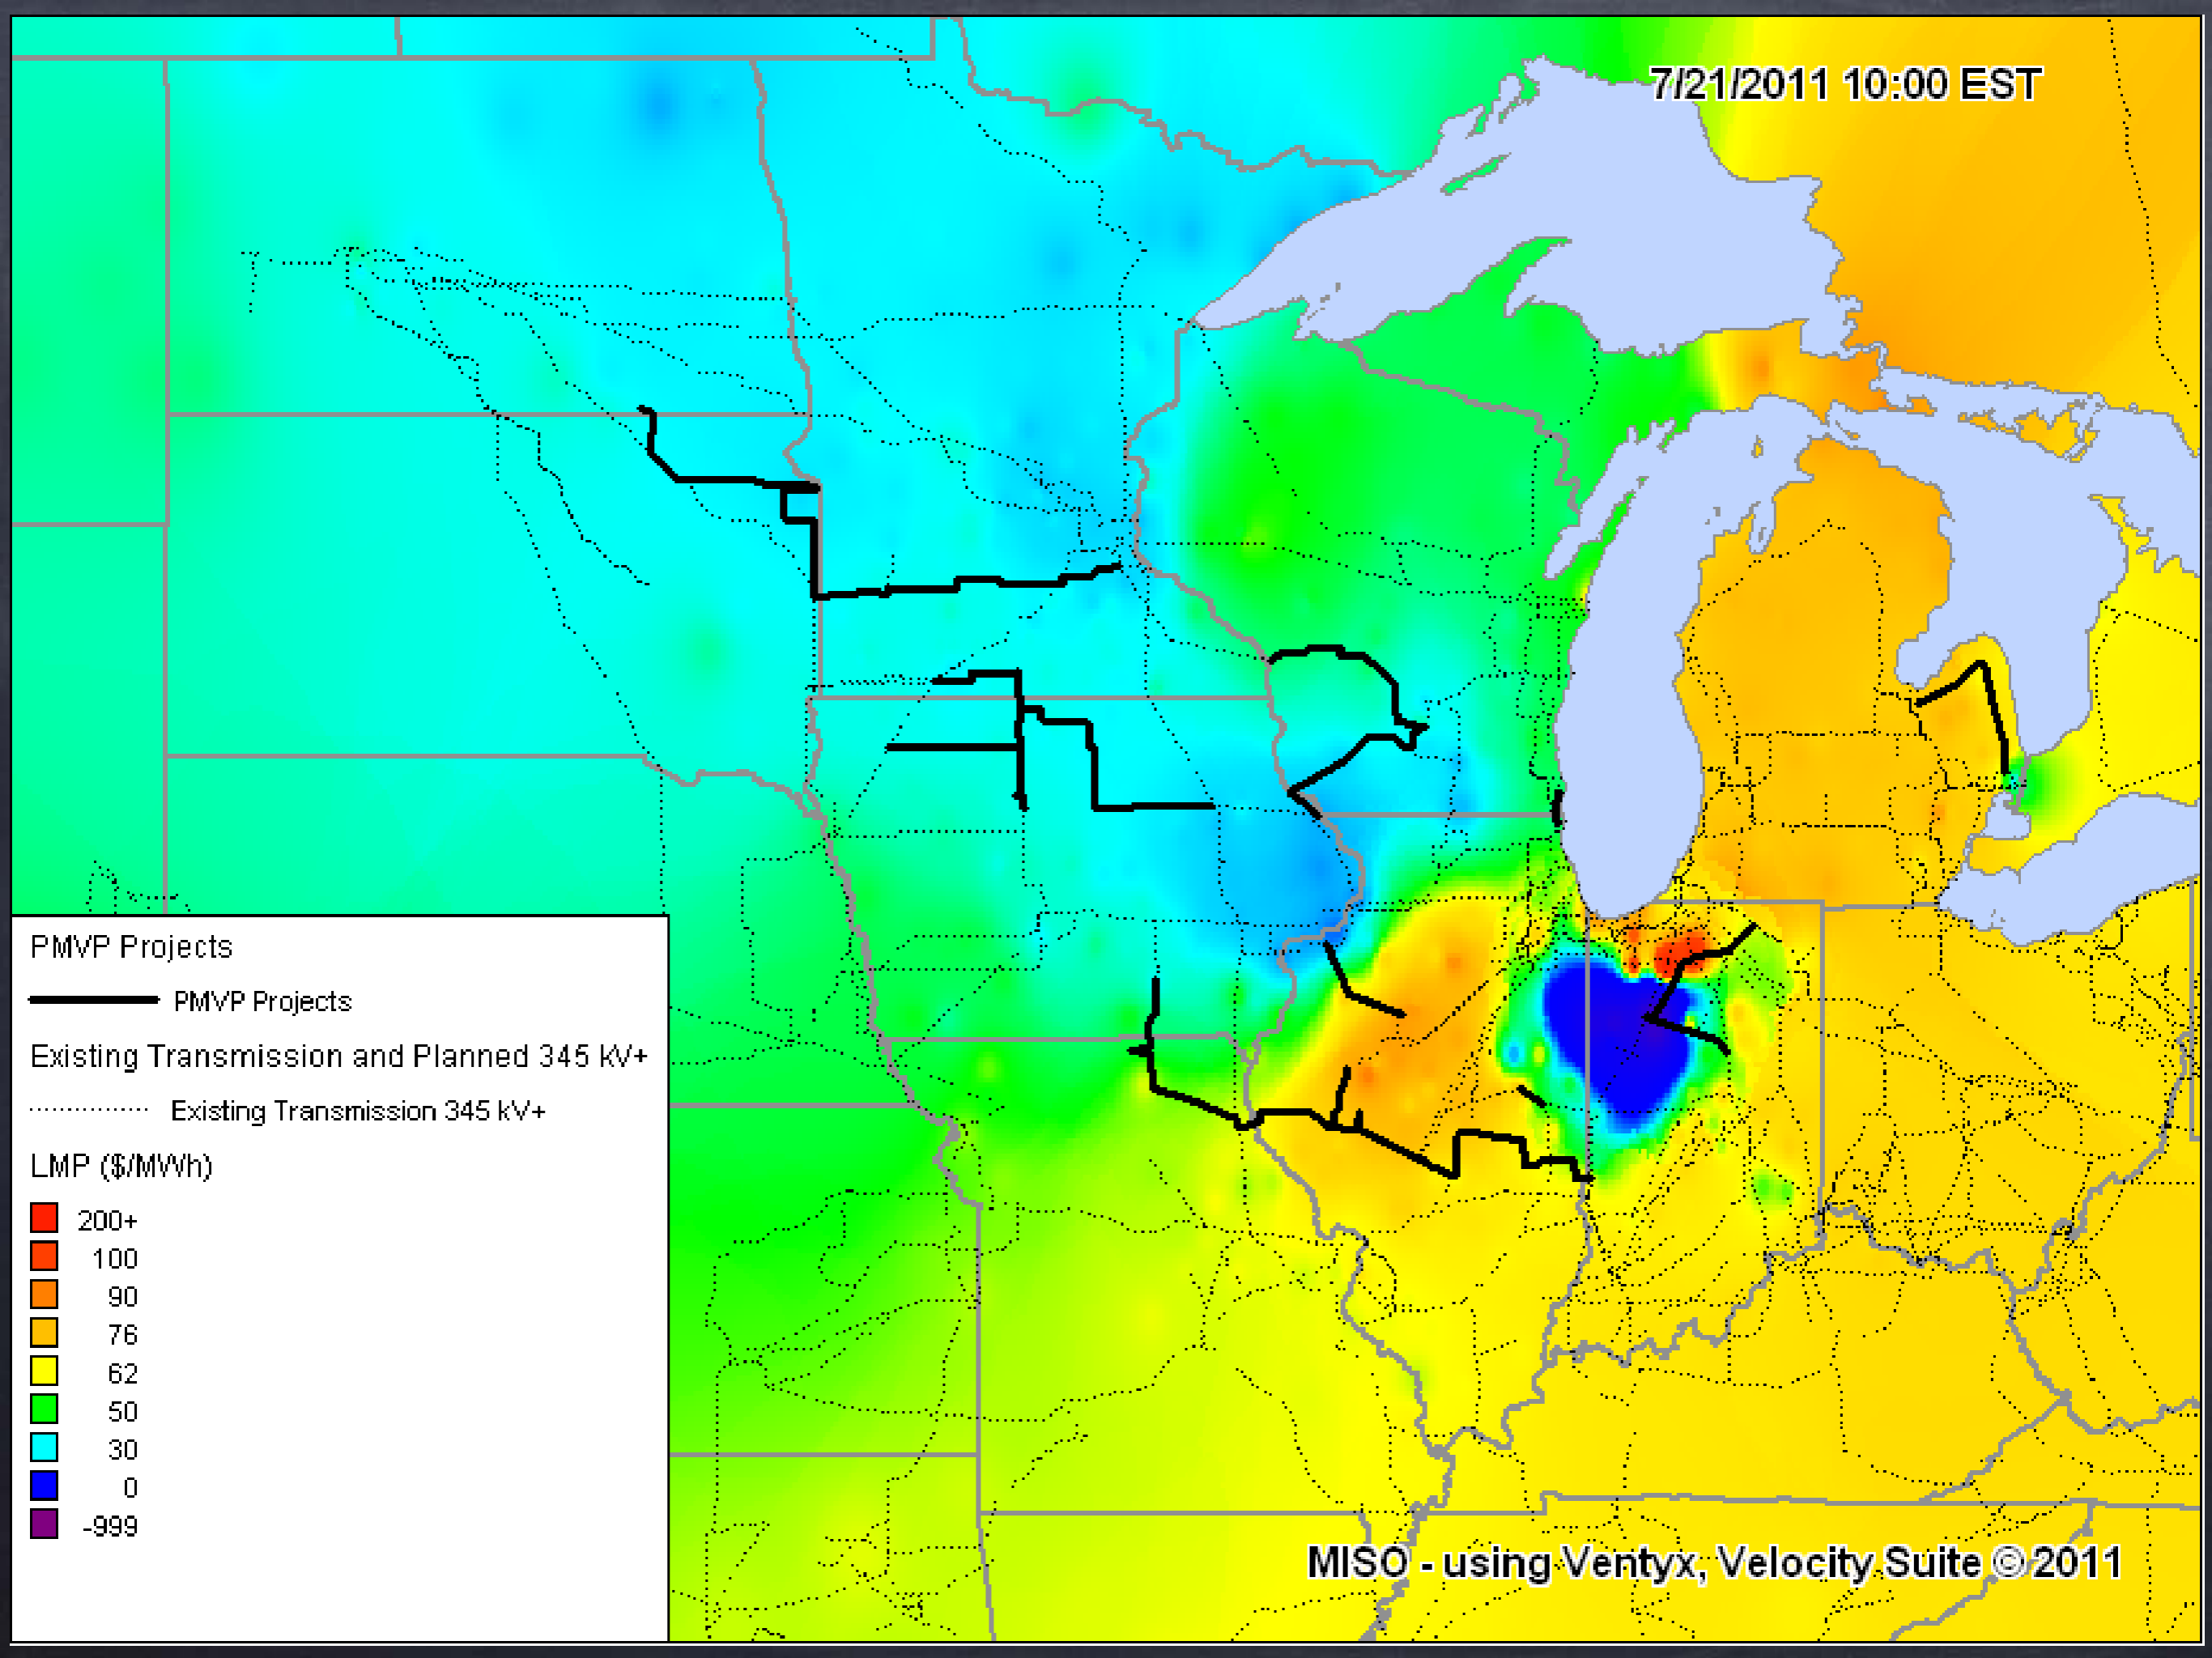 7/21/2011 10:00 EST
PMVP Projects
PMVP Projects
Existing Transmission and Planned 345 kV+
Existing Transmission 345 kV+
LMP ($/MWh)
200+
100
90
76
62
50
30
0
-999
MISO - using Ventyx, Velocity Suite © 2011